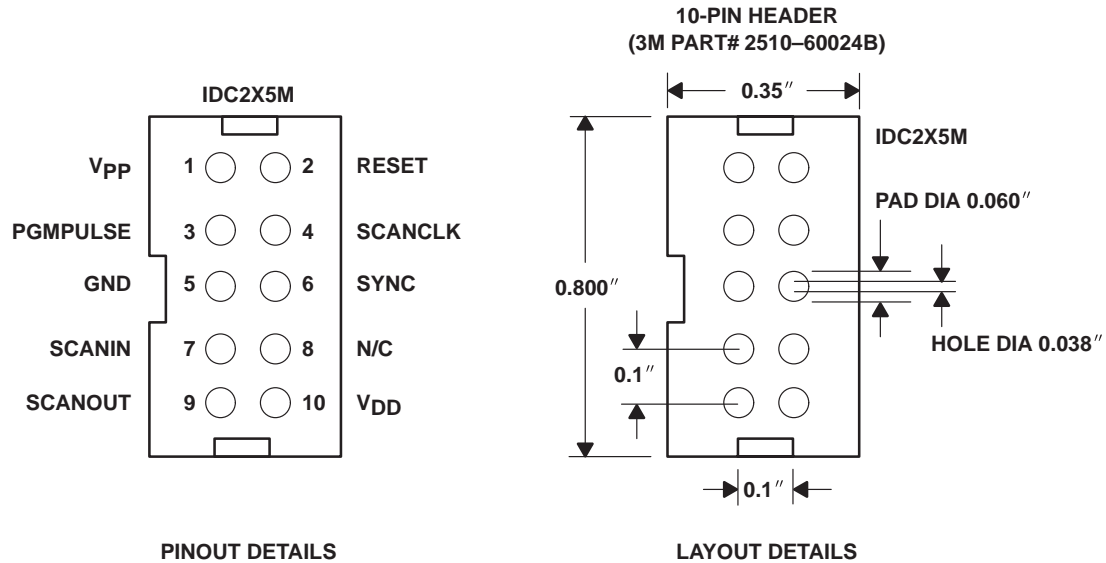 10-PIN HEADER
(3M PART# 2510–60024B)
0.35″
IDC2X5M
IDC2X5M
VPP 1 2 RESET
PAD DIA 0.060″
PGMPULSE 3 4 SCANCLK
GND 5 6 SYNC
0.800″
SCANIN 7 8 N/C
HOLE DIA 0.038″
0.1″
SCANOUT 9 10 VDD
0.1″
PINOUT DETAILS
LAYOUT DETAILS